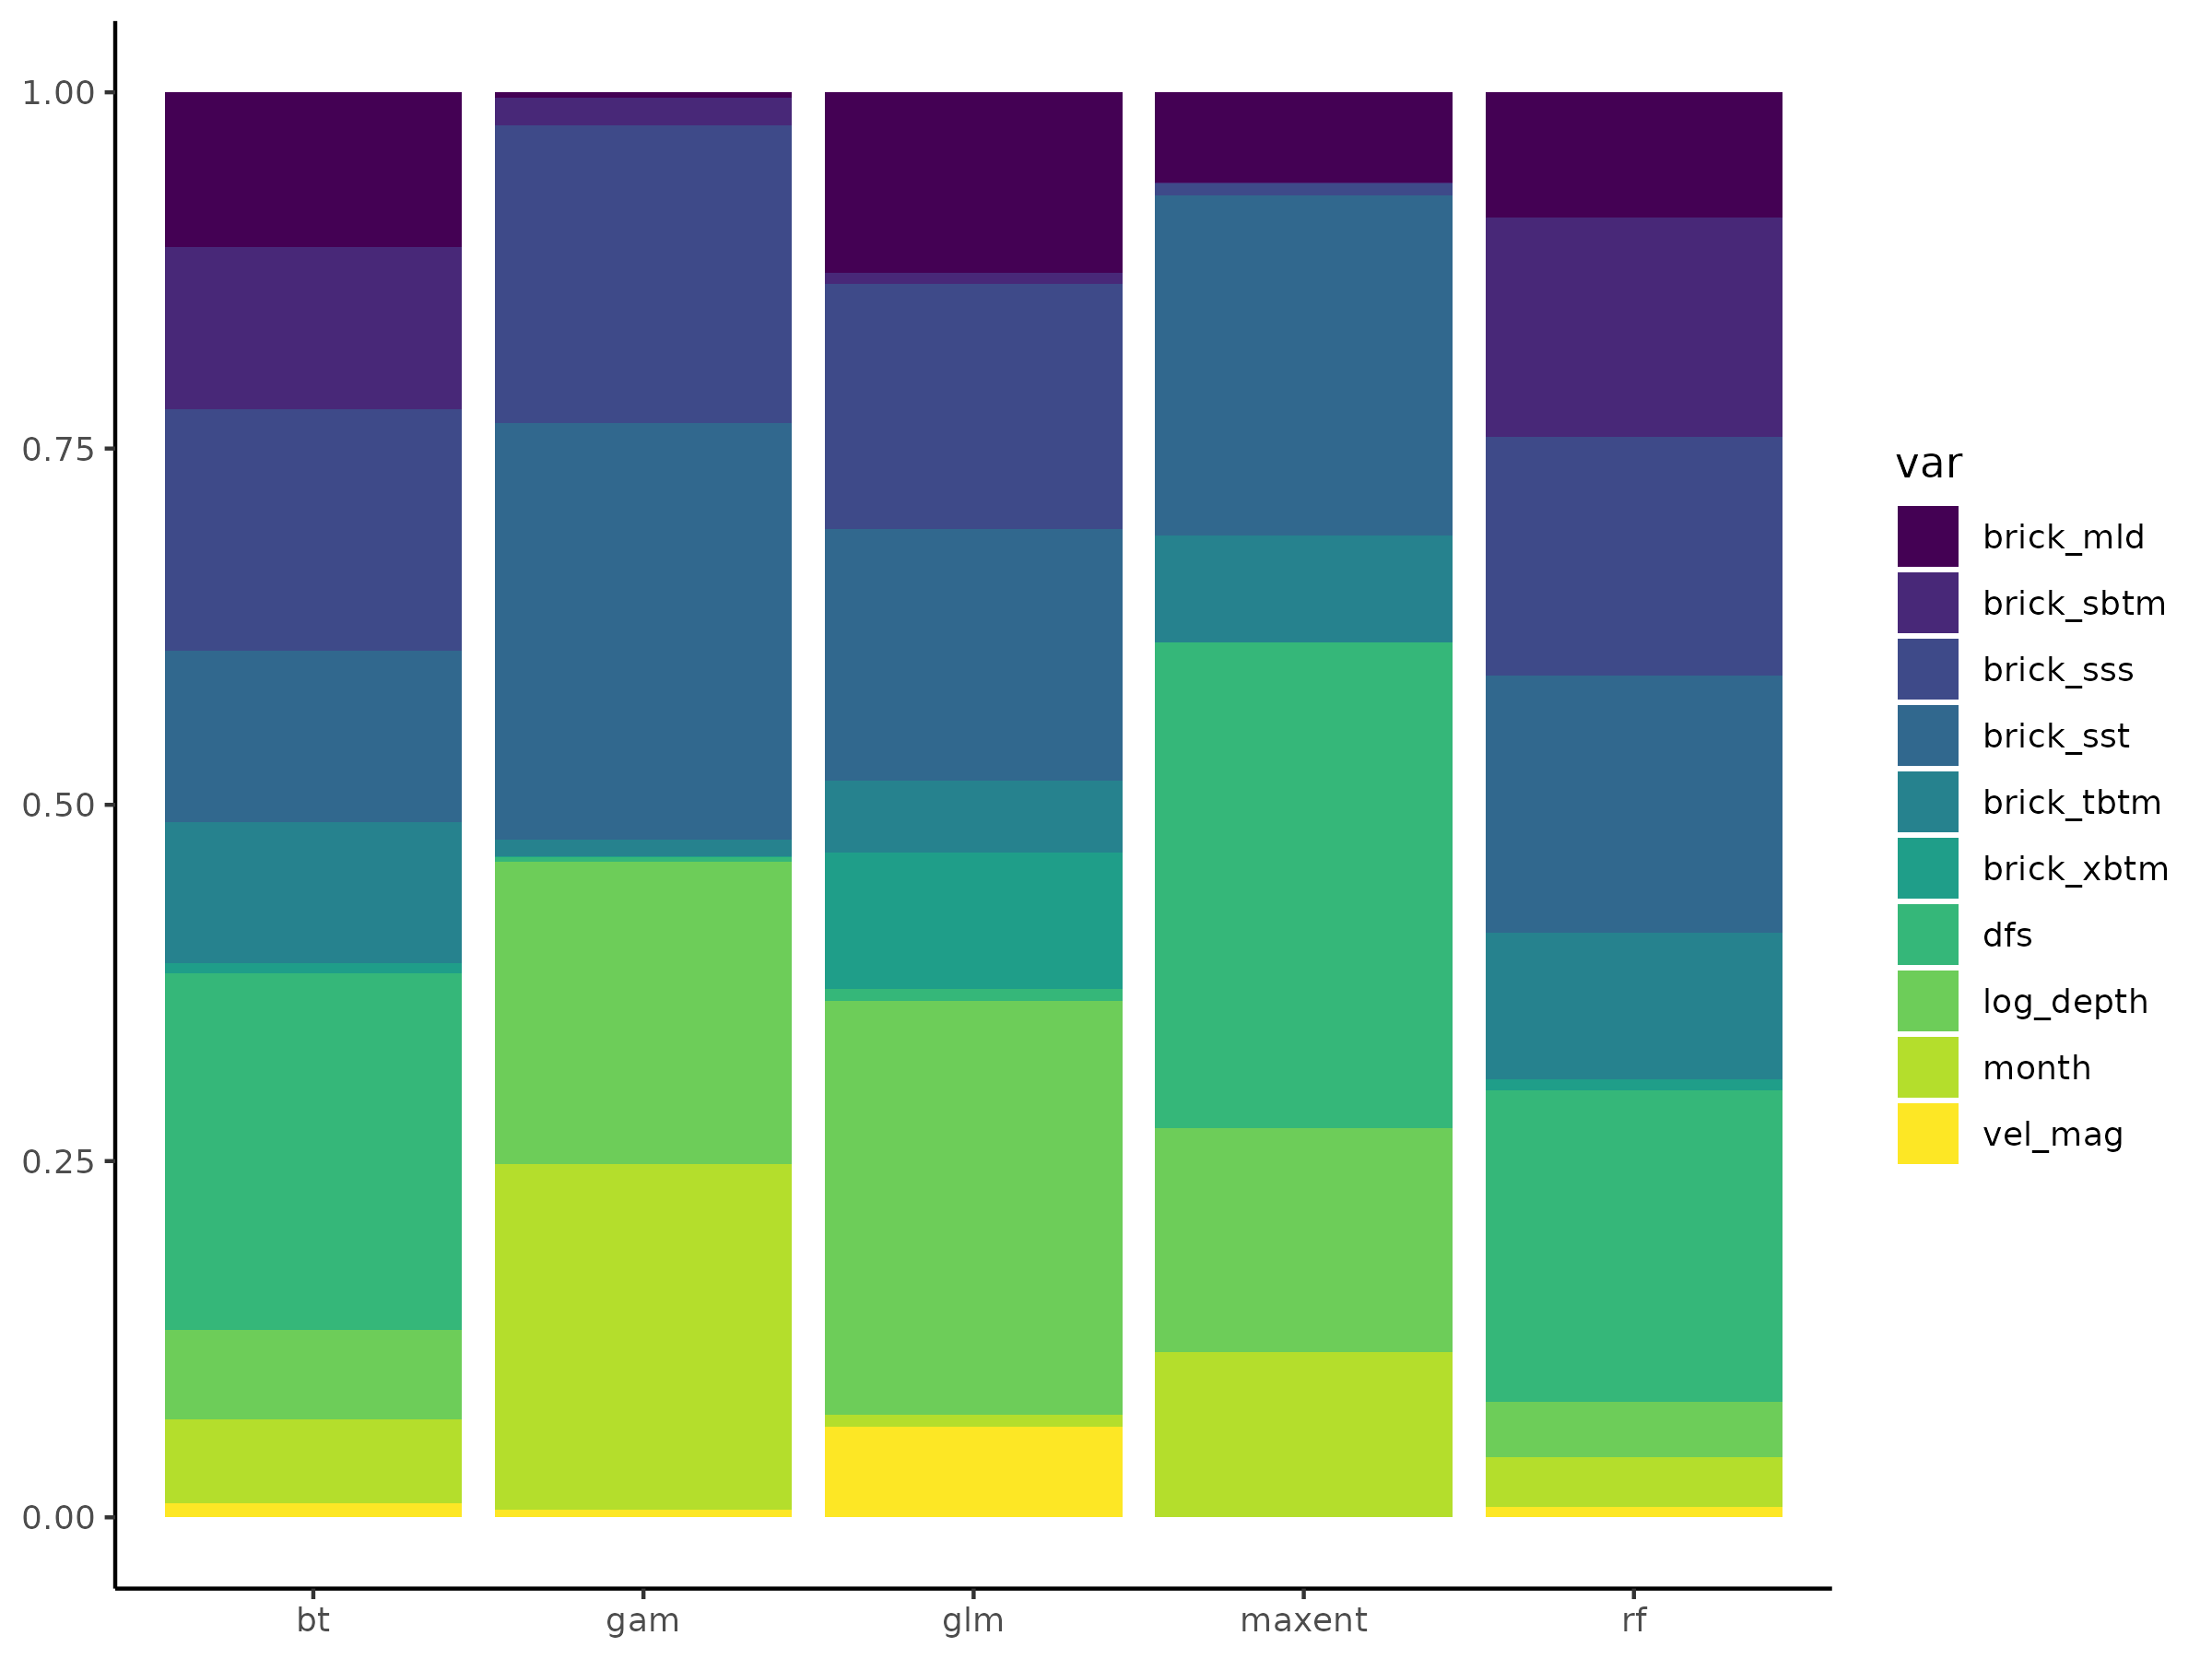 1.00
0.75
0.50
0.25
0.00
bt
gam
glm
maxent
rf
var
brick_mld
brick_sbtm
brick_sss
brick_sst
brick_tbtm
brick_xbtm
dfs
log_depth
month
vel_mag